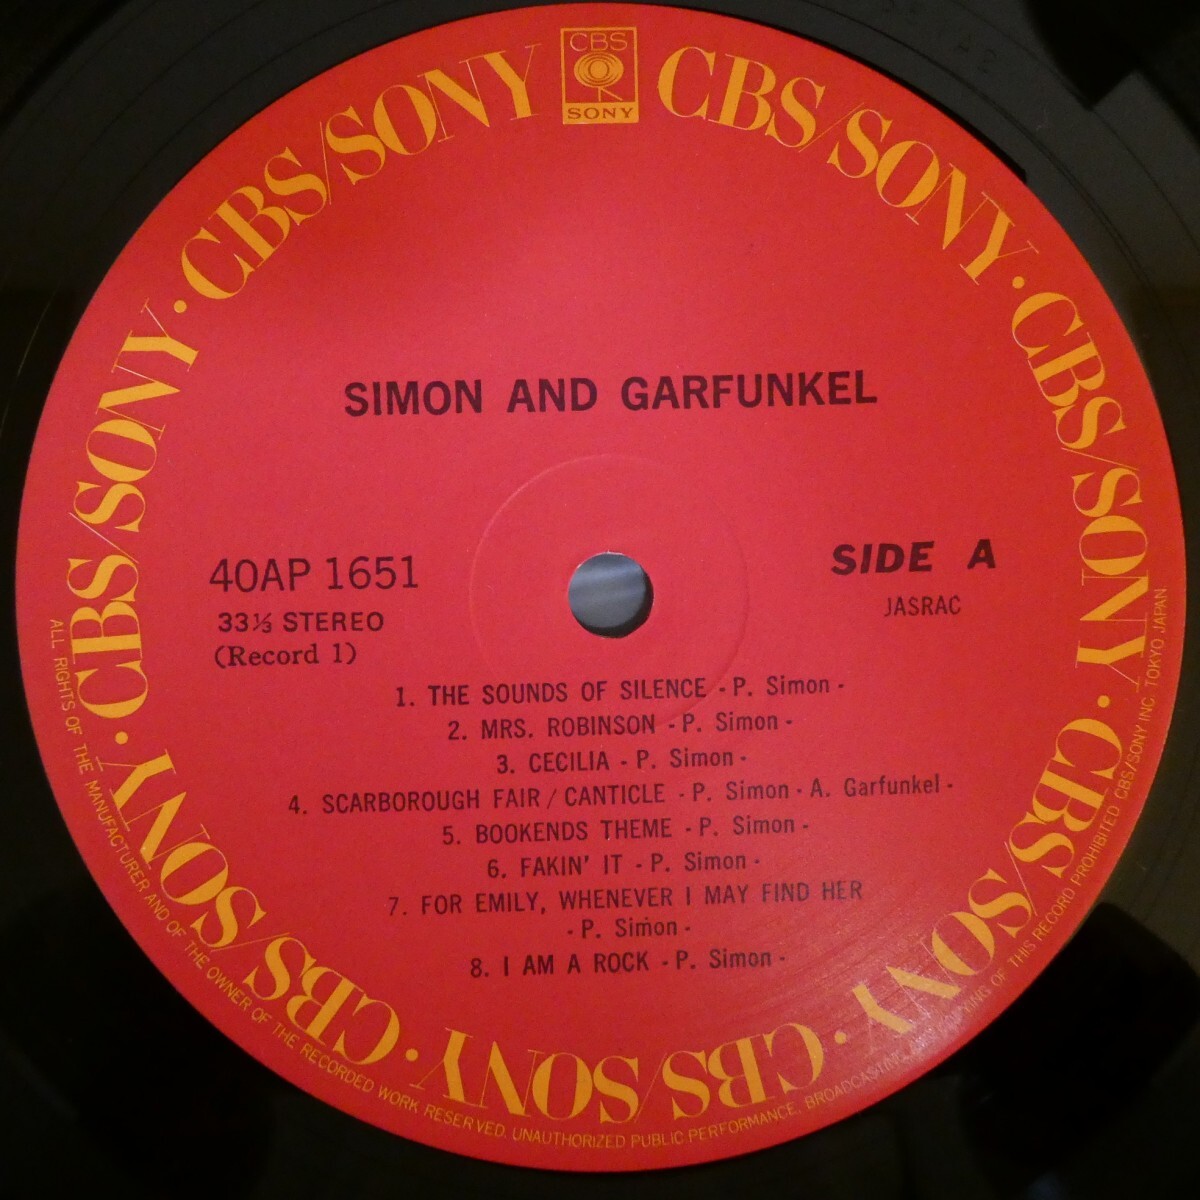 CBS
SONY
CBS/SONY · CBS/SONY · CBS/SONY · CBS/SONY · CBS/SONY · CBS/SONY · CBS/SONY · CBS/SONY
SIMON AND GARFUNKEL
40AP 1651
33⅓ STEREO
(Record 1)
SIDE A
JASRAC
1. THE SOUNDS OF SILENCE - P. Simon -
2. MRS. ROBINSON - P. Simon -
3. CECILIA - P. Simon -
4. SCARBOROUGH FAIR / CANTICLE - P. Simon - A. Garfunkel -
5. BOOKENDS THEME - P. Simon -
6. FAKIN' IT - P. Simon -
7. FOR EMILY, WHENEVER I MAY FIND HER
- P. Simon -
8. I AM A ROCK - P. Simon -
ALL RIGHTS OF THE MANUFACTURER AND OF THE OWNER OF THE RECORDED WORK RESERVED. UNAUTHORIZED PUBLIC PERFORMANCE, BROADCASTING OF THIS RECORD PROHIBITED CBS/SONY INC. TOKYO JAPAN